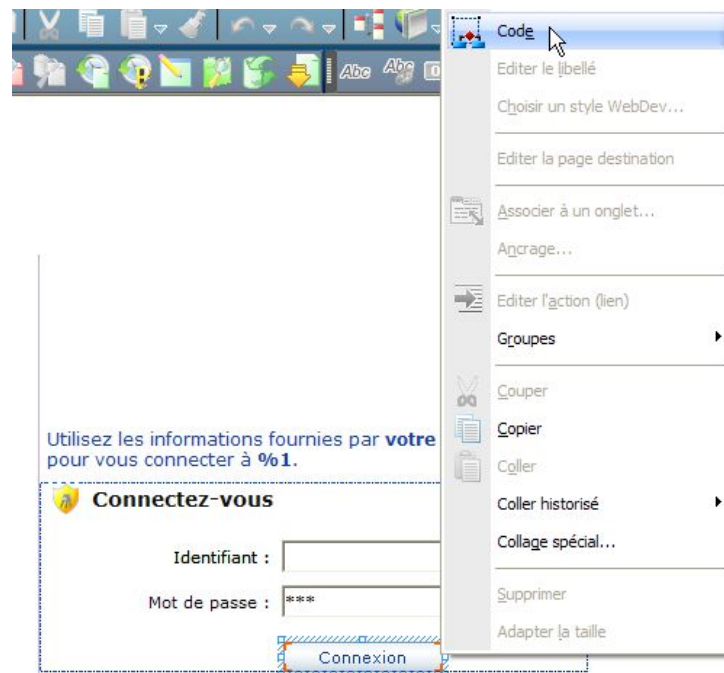 Abc Abc
Code
Editer le libellé
Choisir un style WebDev...
Editer la page destination
Associer à un onglet...
Ancrage...
Editer l'action (lien)
Groupes
Couper
Copier
Coller
Coller historisé
Collage spécial...
Supprimer
Adapter la taille
Utilisez les informations fournies par votre
pour vous connecter à %1.
Connectez-vous
Identifiant :
Mot de passe : ***
Connexion